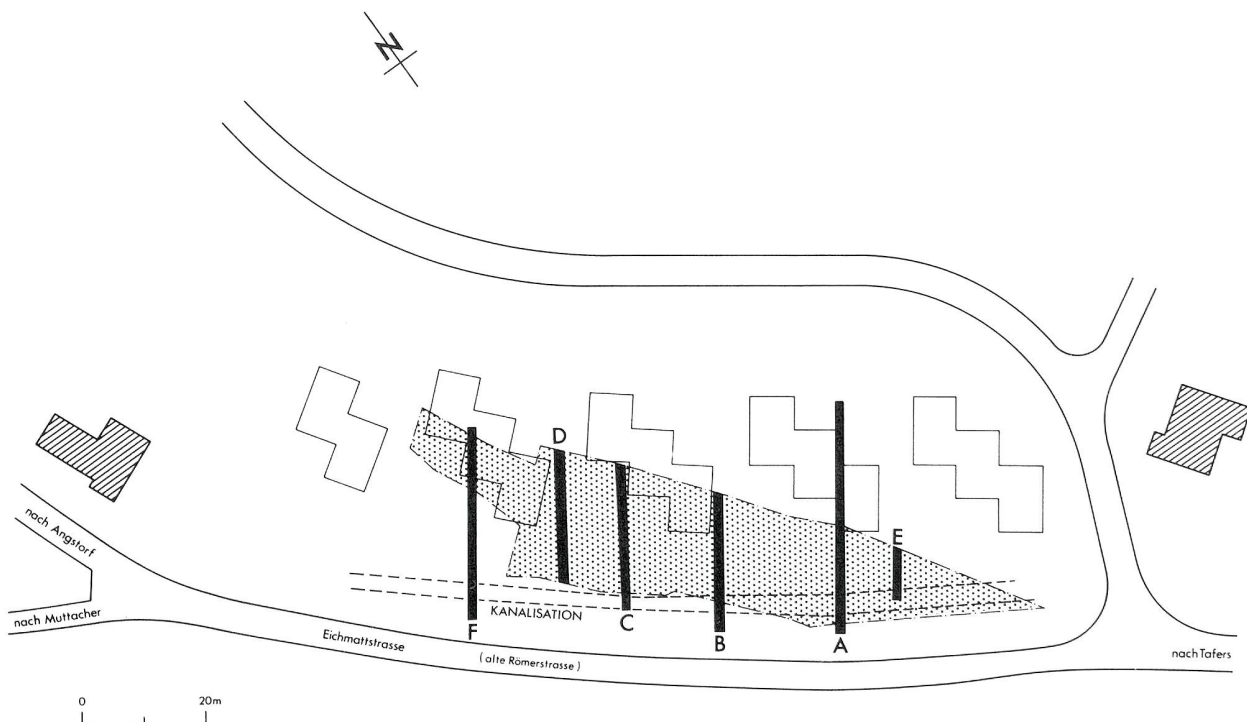 N
D
E
nach Angstorf
KANALISATION
nach Muttacher
F
C
B
A
Eichmattstrasse
(alte Römerstrasse)
nach Tafers
0
20m